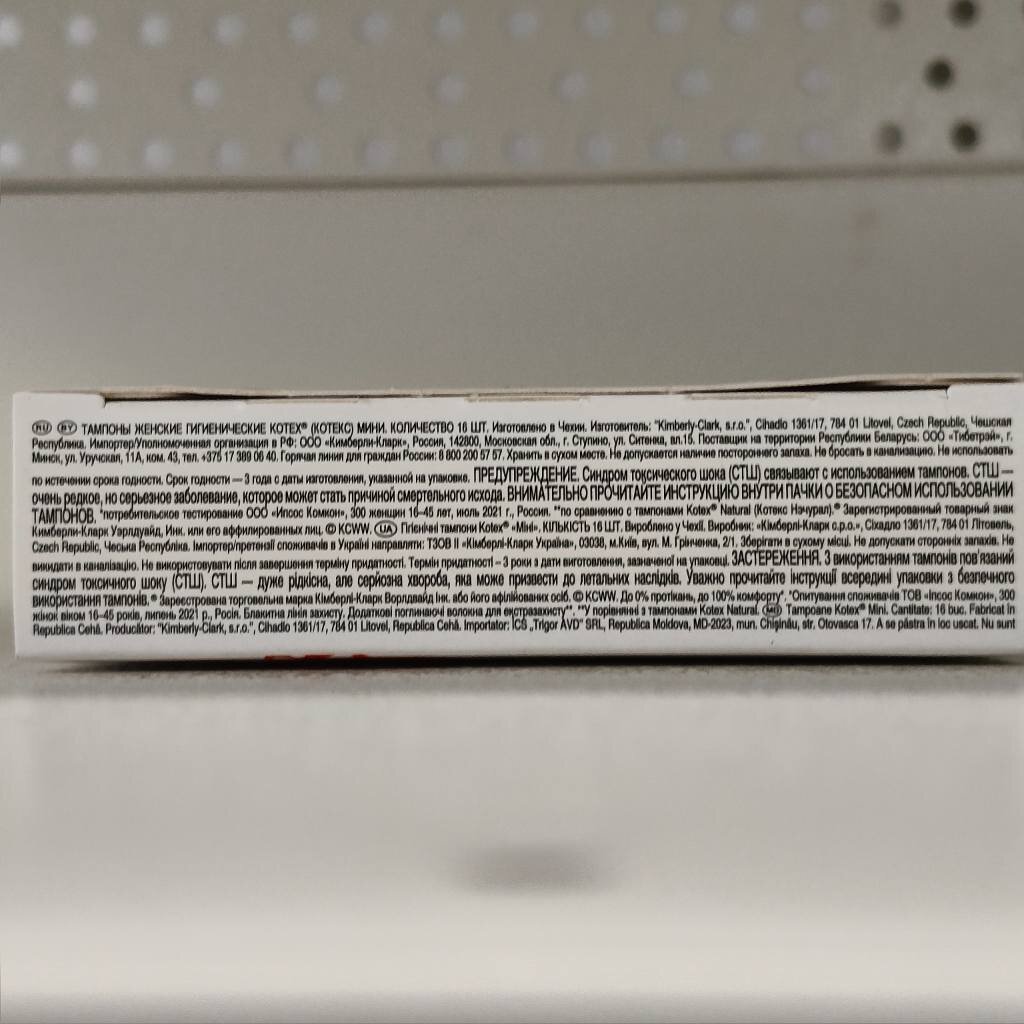 RU BY ТАМПОНЫ ЖЕНСКИЕ ГИГИЕНИЧЕСКИЕ KOTEX® (КОТЕКС) МИНИ. КОЛИЧЕСТВО 16 ШТ. Изготовлено в Чехии. Изготовитель: "Kimberly-Clark, s.r.o.", Cihadlo 1361/17, 784 01 Litovel, Czech Republic, Чешская
Республика. Импортер/Уполномоченная организация в РФ: ООО «Кимберли-Кларк», Россия, 142800, Московская обл., г. Ступино, ул. Ситенка, вл.15. Поставщик на территории Республики Беларусь: ООО «Тибетрэй», г.
Минск, ул. Уручская, 11А, ком. 43, тел. +375 17 389 06 40. Горячая линия для граждан России: 8 800 200 57 57. Хранить в сухом месте. Не допускается наличие постороннего запаха. Не бросать в канализацию. Не использовать
по истечении срока годности. Срок годности — 3 года с даты изготовления, указанной на упаковке. ПРЕДУПРЕЖДЕНИЕ. Синдром токсического шока (СТШ) связывают с использованием тампонов. СТШ —
очень редкое, но серьезное заболевание, которое может стать причиной смертельного исхода. ВНИМАТЕЛЬНО ПРОЧИТАЙТЕ ИНСТРУКЦИЮ ВНУТРИ ПАЧКИ О БЕЗОПАСНОМ ИСПОЛЬЗОВАНИИ
ТАМПОНОВ. *потребительское тестирование ООО «Ипсос Комкон», 300 женщин 16–45 лет, июль 2021 г., Россия. **по сравнению с тампонами Kotex® Natural (Котекс Нэчурал).® Зарегистрированный товарный знак
Кимберли-Кларк Уэрлдуайд, Инк. или его аффилированных лиц. © KCWW. UA Гігієнічні тампони Kotex® «Міні». КІЛЬКІСТЬ 16 ШТ. Вироблено у Чехії. Виробник: «Кімберлі-Кларк с.р.о.», Сіхадло 1361/17, 784 01 Літовель,
Czech Republic, Чеська Республіка. Імпортер/претензії споживачів в Україні направляти: ТЗОВ ІІ «Кімберлі-Кларк Україна», 03038, м.Київ, вул. М. Грінченка, 2/1. Зберігати в сухому місці. Не допускати сторонніх запахів. Не
викидати в каналізацію. Не використовувати після завершення терміну придатності. Термін придатності – 3 роки з дати виготовлення, зазначеної на упаковці. ЗАСТЕРЕЖЕННЯ. З використанням тампонів пов'язаний
синдром токсичного шоку (СТШ). СТШ — дуже рідкісна, але серйозна хвороба, яка може призвести до летальних наслідків. Уважно прочитайте інструкції всередині упаковки з безпечного
використання тампонів.® Зареєстрована торговельна марка Кімберлі-Кларк Ворлдвайд Інк. або його афілійованих осіб. © KCWW. До 0% протікань, до 100% комфорту*. *Опитування споживачів ТОВ «Іпсос Комкон», 300
жінок віком 16–45 років, липень 2021 р., Росія. Блакитна лінія захисту. Додаткові поглинаючі волокна для екстразахисту**. **У порівнянні з тампонами Kotex Natural. MD Tampoane Kotex® Mini. Cantitate: 16 buc. Fabricat în
Republica Cehă. Producător: "Kimberly-Clark, s.r.o.", Cihadlo 1361/17, 784 01 Litovel, Republica Cehă. Importator: ICS „Trigor AVD" SRL, Republica Moldova, MD-2023, mun. Chişinău, str. Otovasca 17. A se păstra în loc uscat. Nu sunt